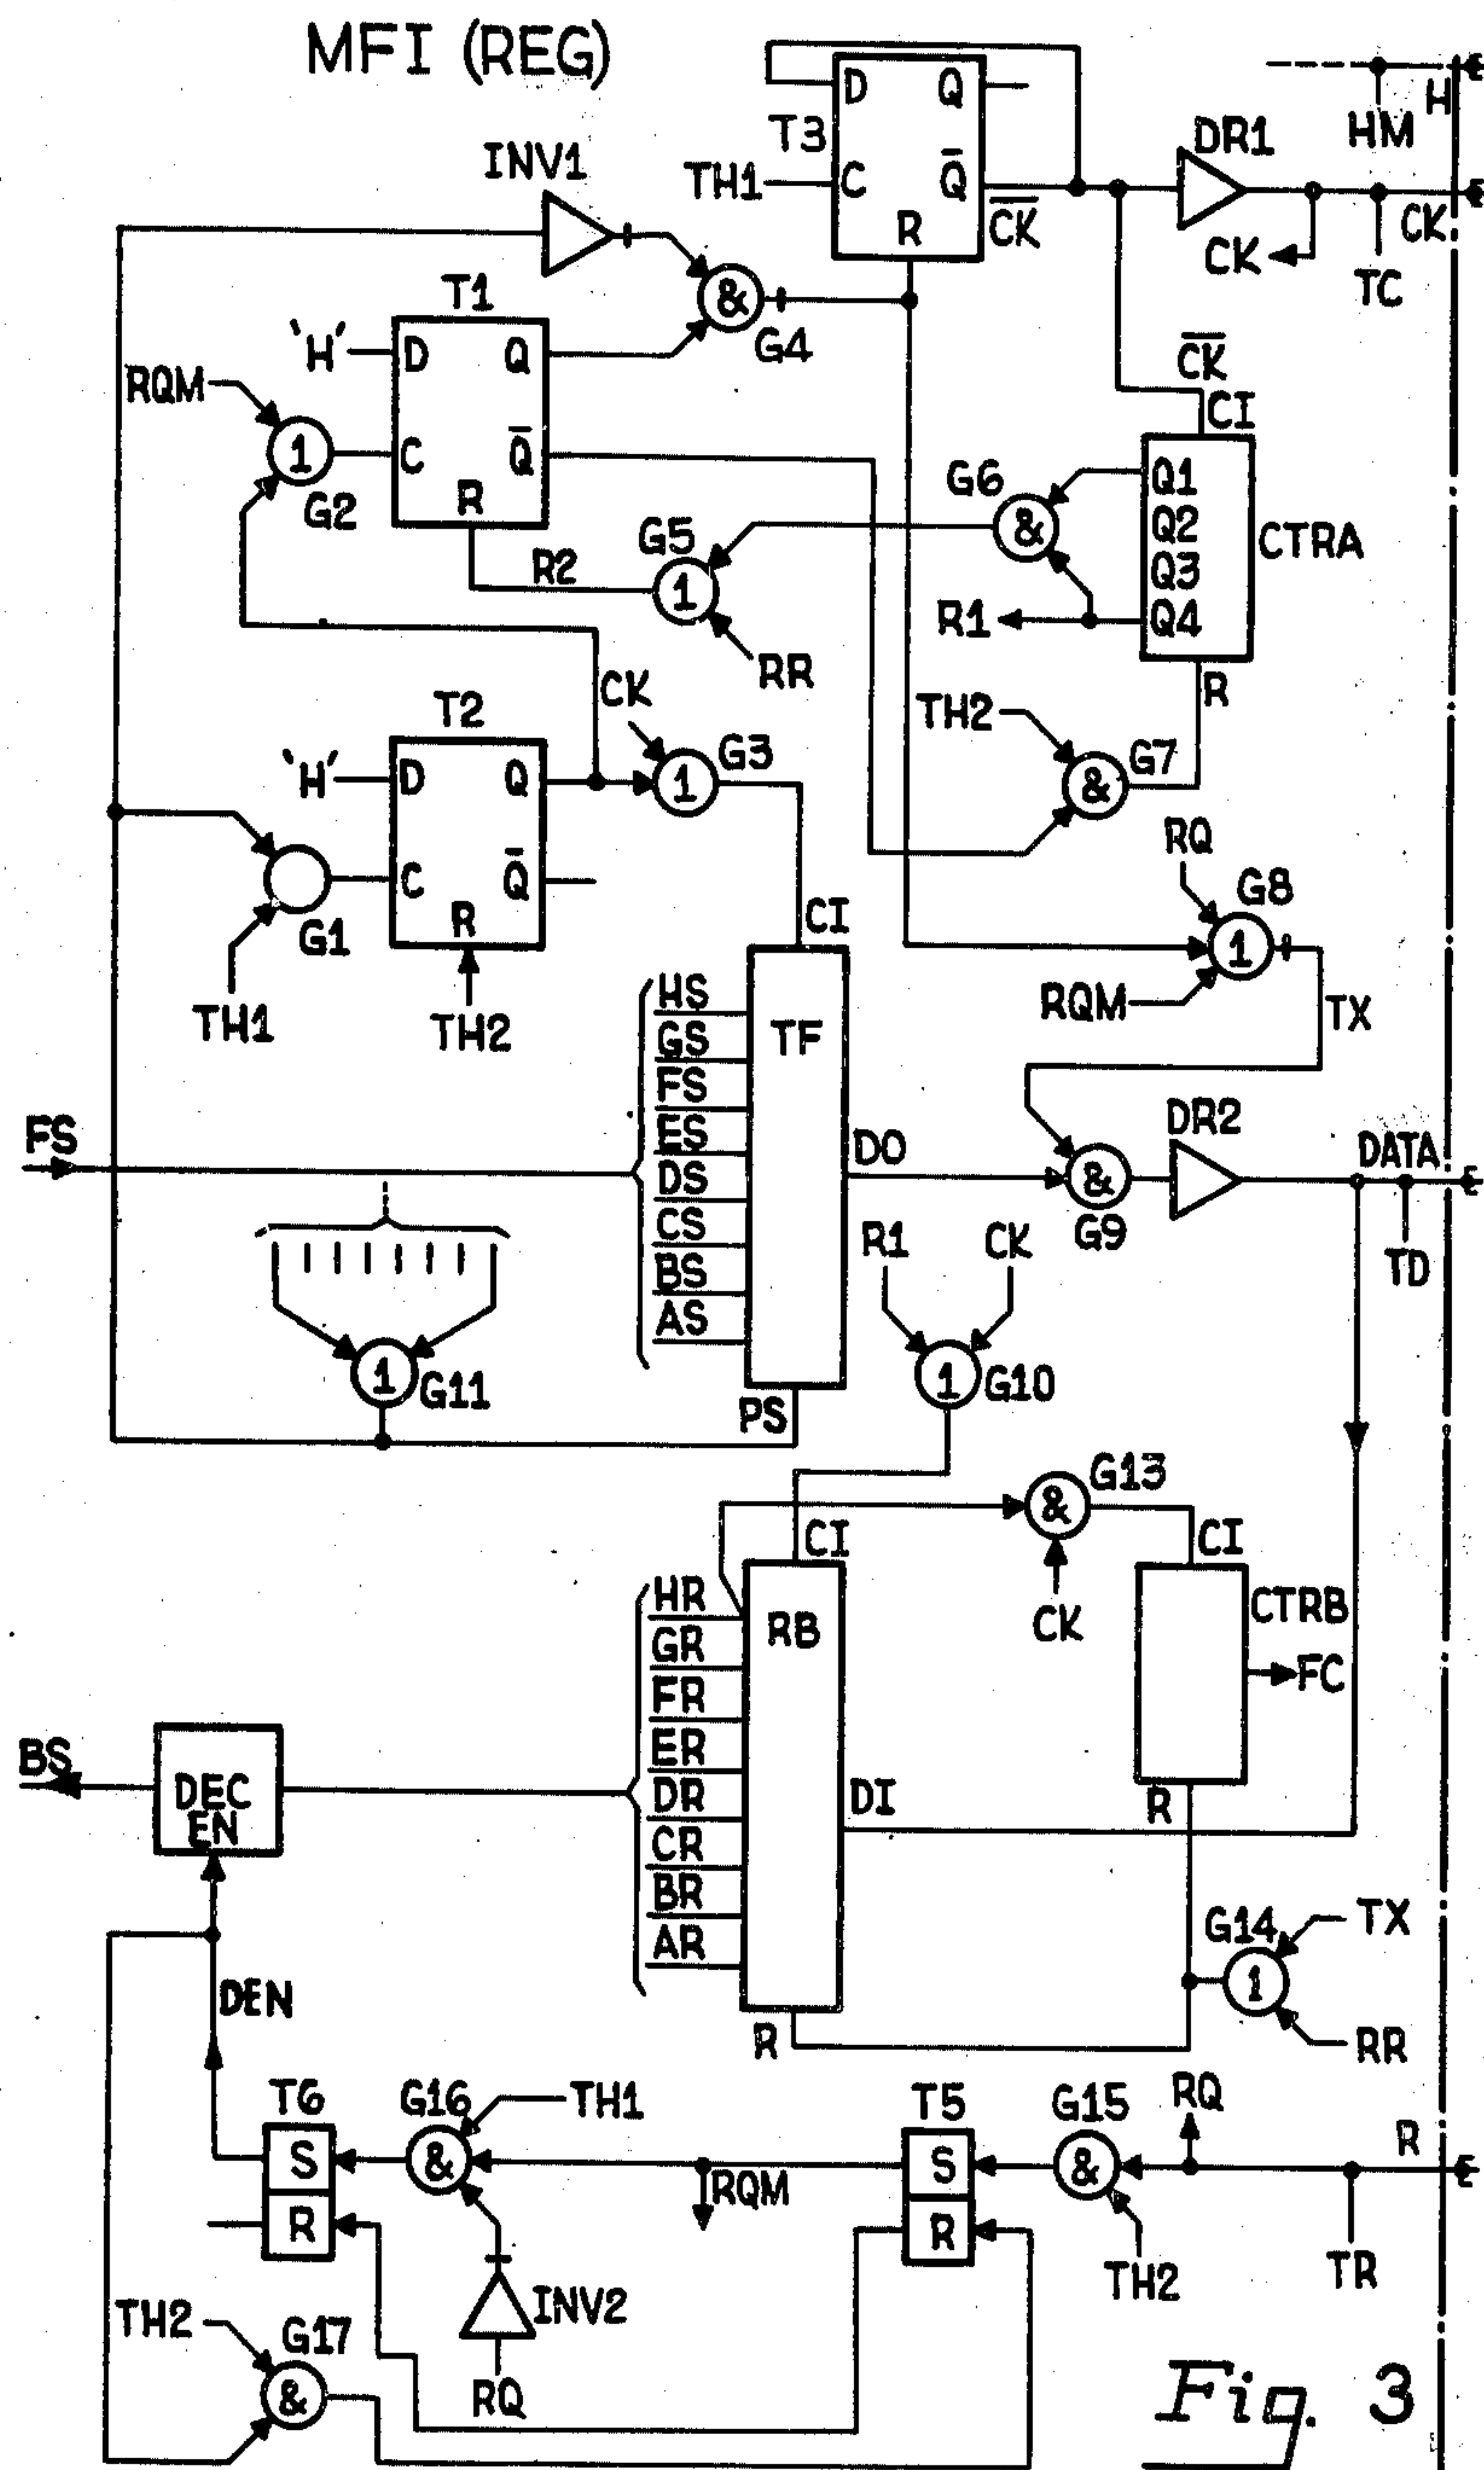 MFI (REG)
D Q
T3
TH1 C Q̅
R
C̅K̅
DR1
H
HM
CK
CK
TC
INV1
T1
'H' D Q
&
G4
RQM
1
G2
C Q̅
R
C̅K̅
CI
G6
&
Q1
Q2
Q3
Q4
CTRA
G5
R2
1
R1
RR
R
CK
T2
G3
1
'H' D Q
TH2
G7
&
C Q̅
R
G1
TH1
TH2
RQ
G8
1
RQM
TX
CI
HS
GS
FS
ES
DS
CS
BS
AS
TF
FS
DO
&
G9
DR2
DATA
TD
R1 CK
1
G10
1
G11
PS
G13
&
CK
CI
CI
HR
GR
FR
ER
DR
CR
BR
AR
RB
CTRB
FC
BS
DEC
EN
DI
R
G14
TX
1
RR
DEN
R
T6
G16
TH1
T5
G15
RQ
R
S
&
S
&
RQM
R
R
TH2
TR
INV2
RQ
TH2
G17
&
Fig. 3